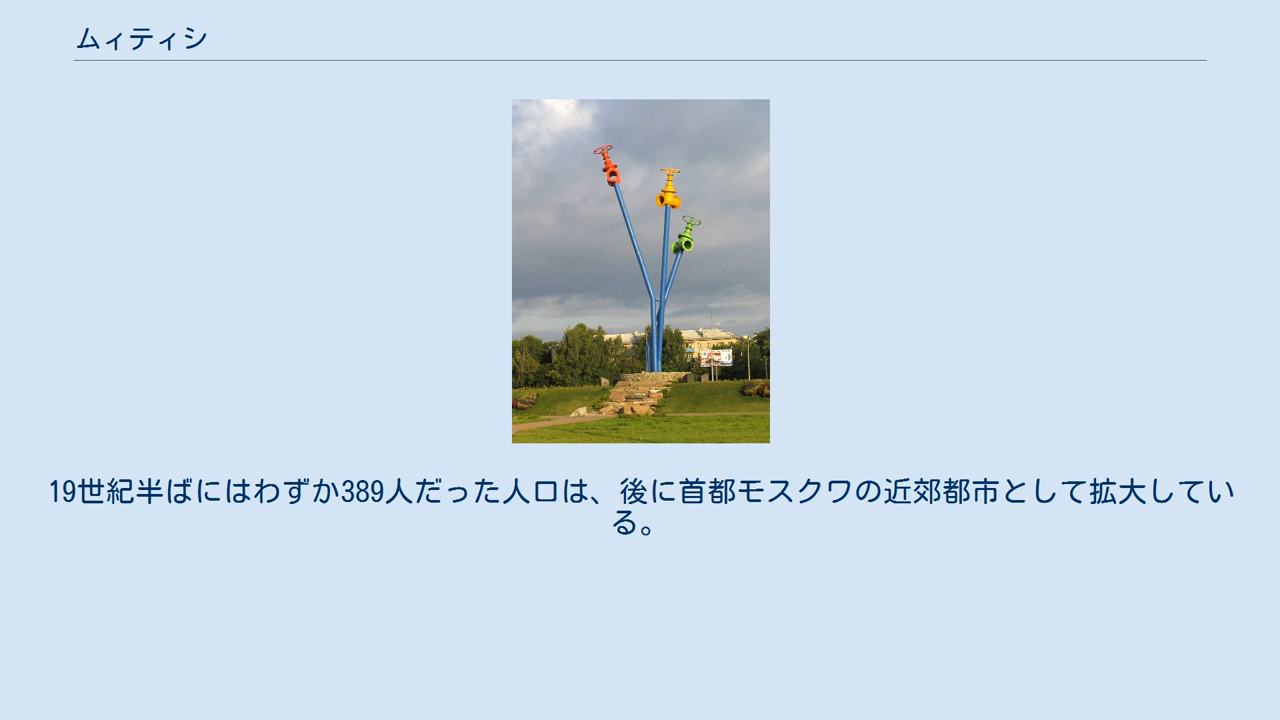 ムィティシ
19世紀半ばにはわずか389人だった人口は、後に首都モスクワの近郊都市として拡大してい
る。